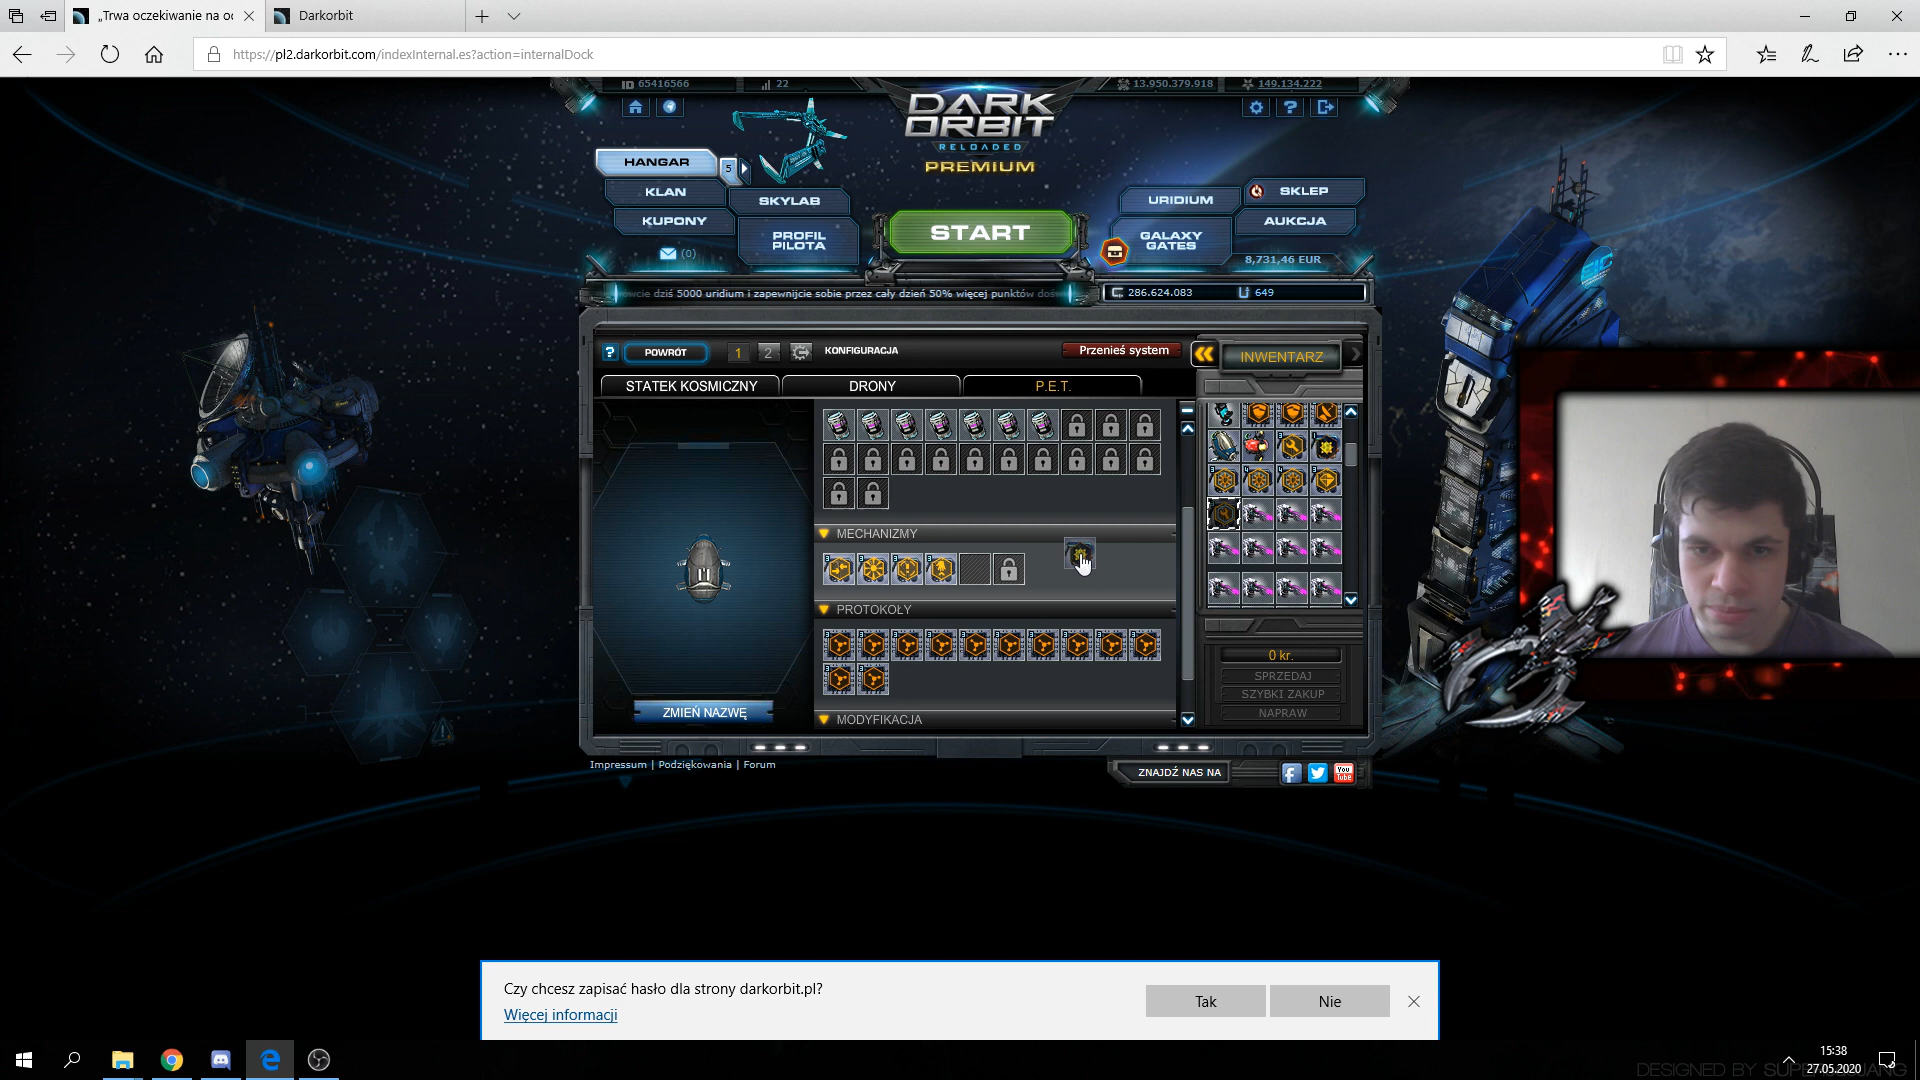 „Trwa oczekiwanie na oc
Darkorbit
https://pl2.darkorbit.com/indexInternal.es?action=internalDock
ID 65416566
22
13.950.379.918
149.134.222
DARK
ORBIT
RELOADED
PREMIUM
HANGAR
5
KLAN
SKYLAB
KUPONY
PROFIL
PILOTA
(0)
START
URIDIUM
SKLEP
GALAXY
GATES
AUKCJA
8,731,46 EUR
dziś 5000 uridium i zapewnijcie sobie przez cały dzień 50% więcej punktów
C. 286.624.083
U 649
?
POWRÓT
1
2
KONFIGURACJA
Przenieś system
INWENTARZ
STATEK KOSMICZNY
DRONY
P.E.T.
MECHANIZMY
PROTOKOŁY
MODYFIKACJA
ZMIEŃ NAZWĘ
0 kr.
SPRZEDAJ
SZYBKI ZAKUP
NAPRAW
Impressum | Podziękowania | Forum
ZNAJDŹ NAS NA
You
Tube
Czy chcesz zapisać hasło dla strony darkorbit.pl?
Więcej informacji
Tak
Nie
15:38
27.05.2020
DESIGNED BY